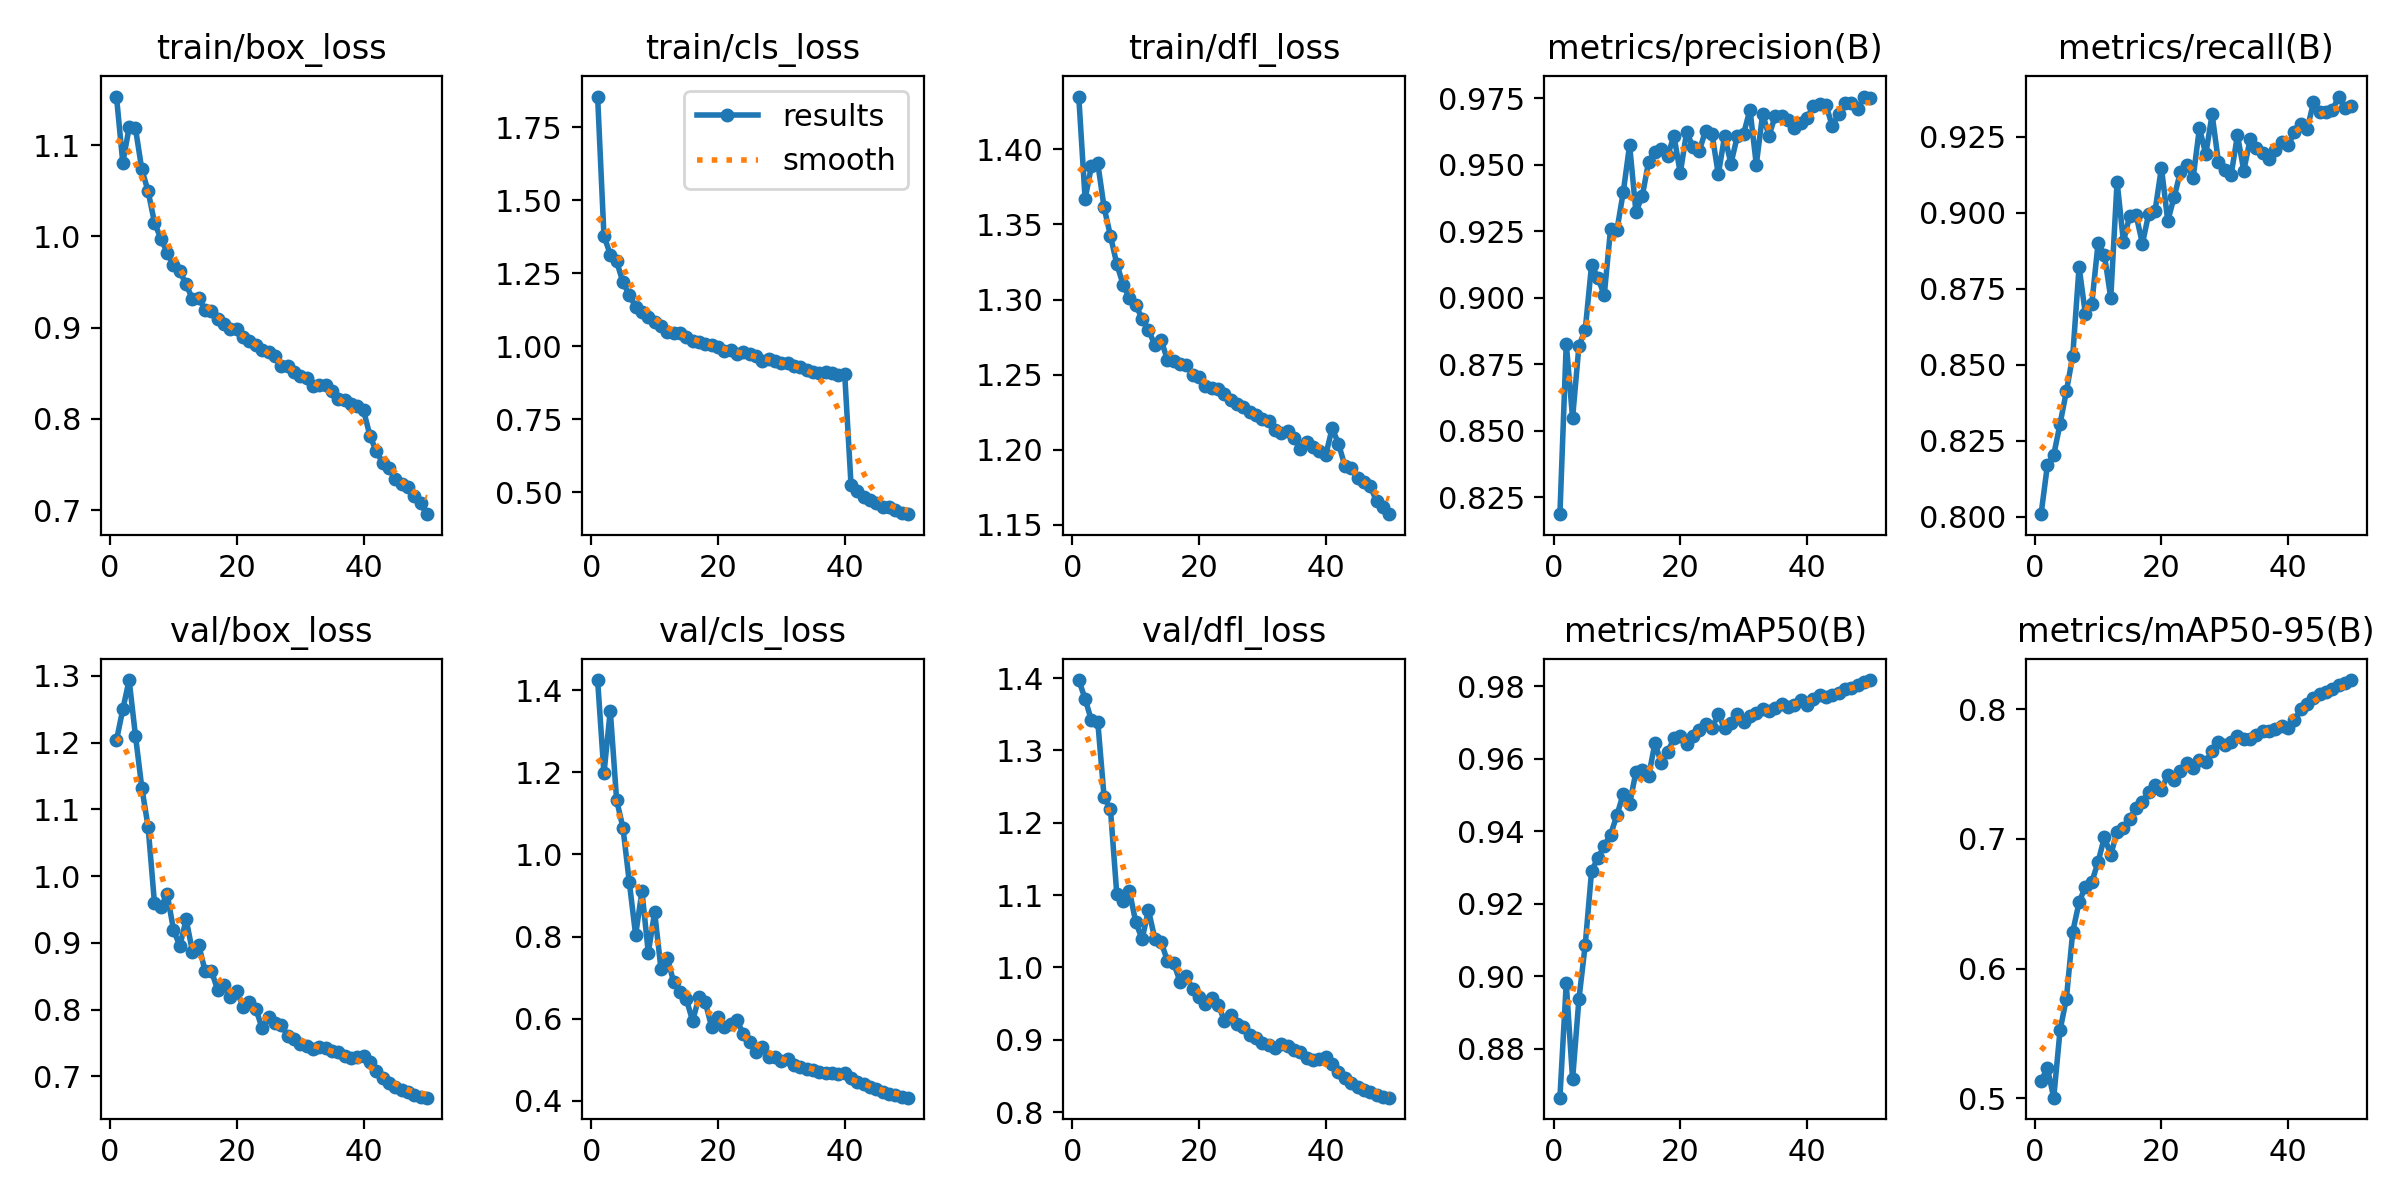 train/box_loss
train/cls_loss
train/dfl_loss
metrics/precision(B)
metrics/recall(B)
1.1
1.0
0.9
0.8
0.7
0 20 40
results
smooth
1.75
1.50
1.25
1.00
0.75
0.50
0 20 40
1.40
1.35
1.30
1.25
1.20
1.15
0 20 40
0.975
0.950
0.925
0.900
0.875
0.850
0.825
0 20 40
0.925
0.900
0.875
0.850
0.825
0.800
0 20 40
val/box_loss
val/cls_loss
val/dfl_loss
metrics/mAP50(B)
metrics/mAP50-95(B)
1.3
1.2
1.1
1.0
0.9
0.8
0.7
0 20 40
1.4
1.2
1.0
0.8
0.6
0.4
0 20 40
1.4
1.3
1.2
1.1
1.0
0.9
0.8
0 20 40
0.98
0.96
0.94
0.92
0.90
0.88
0 20 40
0.8
0.7
0.6
0.5
0 20 40